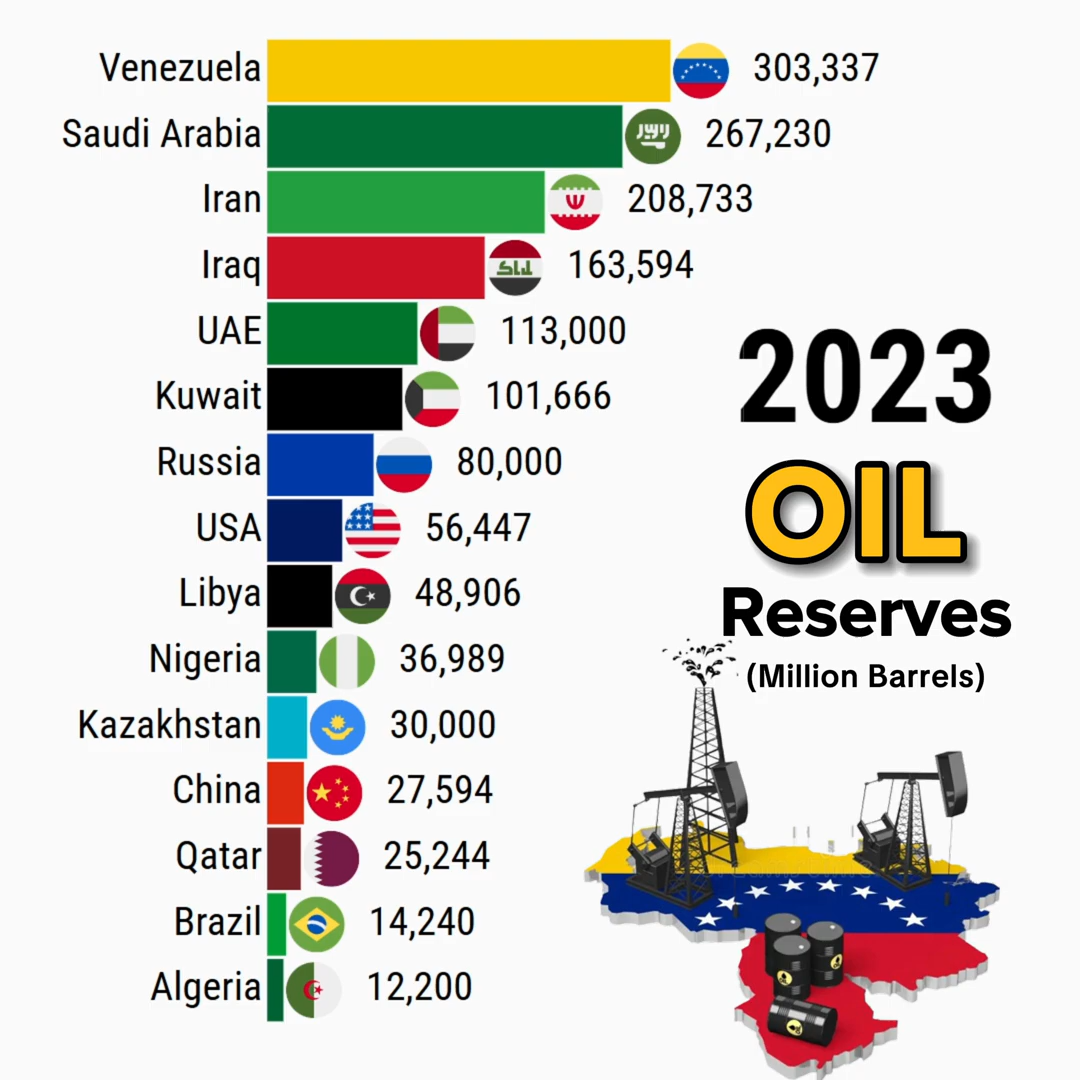 Venezuela 303,337
Saudi Arabia 267,230
Iran 208,733
Iraq 163,594
UAE 113,000
Kuwait 101,666
Russia 80,000
USA 56,447
Libya 48,906
Nigeria 36,989
Kazakhstan 30,000
China 27,594
Qatar 25,244
Brazil 14,240
Algeria 12,200
2023
OIL
Reserves
(Million Barrels)